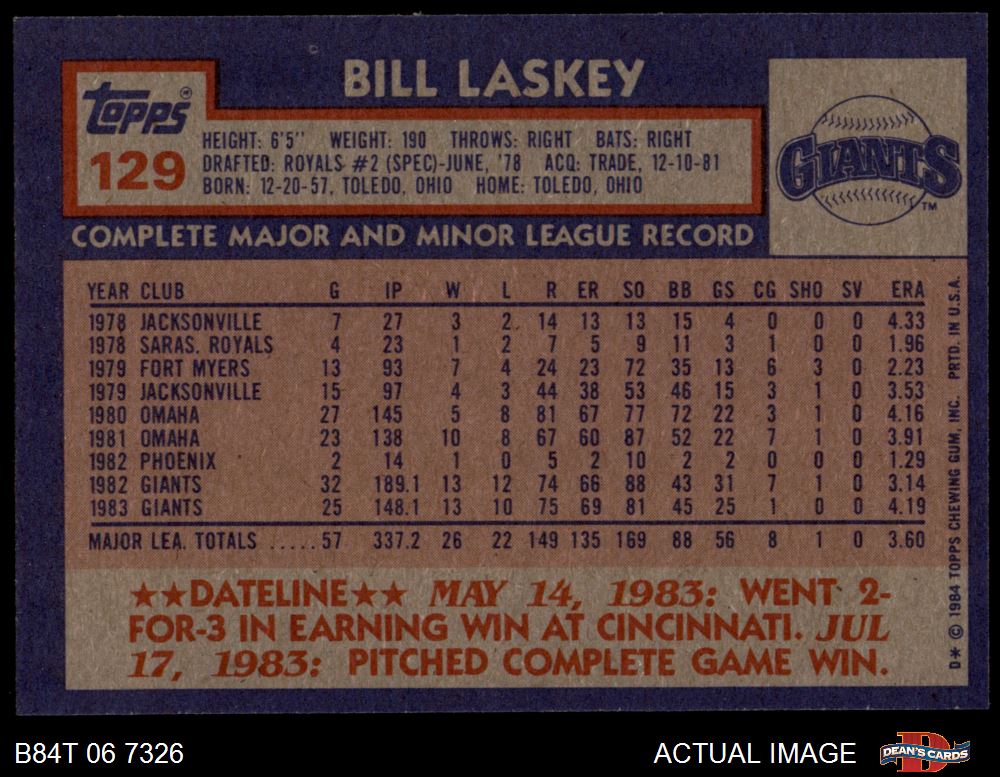 BILL LASKEY
TOPPS
129
HEIGHT: 6'5" WEIGHT: 190 THROWS: RIGHT BATS: RIGHT
DRAFTED: ROYALS #2 (SPEC)-JUNE, '78 ACQ: TRADE, 12-10-81
BORN: 12-20-57, TOLEDO, OHIO HOME: TOLEDO, OHIO
GIANTS
TM
COMPLETE MAJOR AND MINOR LEAGUE RECORD
YEAR CLUB G IP W L R ER SO BB GS CG SHO SV ERA
1978 JACKSONVILLE 7 27 3 2 14 13 13 15 4 0 0 0 4.33
1978 SARAS. ROYALS 4 23 1 2 7 5 9 11 3 1 0 0 1.96
1979 FORT MYERS 13 93 7 4 24 23 72 35 13 6 3 0 2.23
1979 JACKSONVILLE 15 97 4 3 44 38 53 46 15 3 1 0 3.53
1980 OMAHA 27 145 5 8 81 67 77 72 22 3 1 0 4.16
1981 OMAHA 23 138 10 8 67 60 87 52 22 7 1 0 3.91
1982 PHOENIX 2 14 1 0 5 2 10 2 2 0 0 0 1.29
1982 GIANTS 32 189.1 13 12 74 66 88 43 31 7 1 0 3.14
1983 GIANTS 25 148.1 13 10 75 69 81 45 25 1 0 0 4.19
MAJOR LEA. TOTALS .....57 337.2 26 22 149 135 169 88 56 8 1 0 3.60
★★DATELINE★★ MAY 14, 1983: WENT 2-
FOR-3 IN EARNING WIN AT CINCINNATI. JUL
17, 1983: PITCHED COMPLETE GAME WIN.
D* © 1984 TOPPS CHEWING GUM, INC. PRTD. IN U.S.A.
B84T 06 7326 ACTUAL IMAGE
DEAN'S CARDS